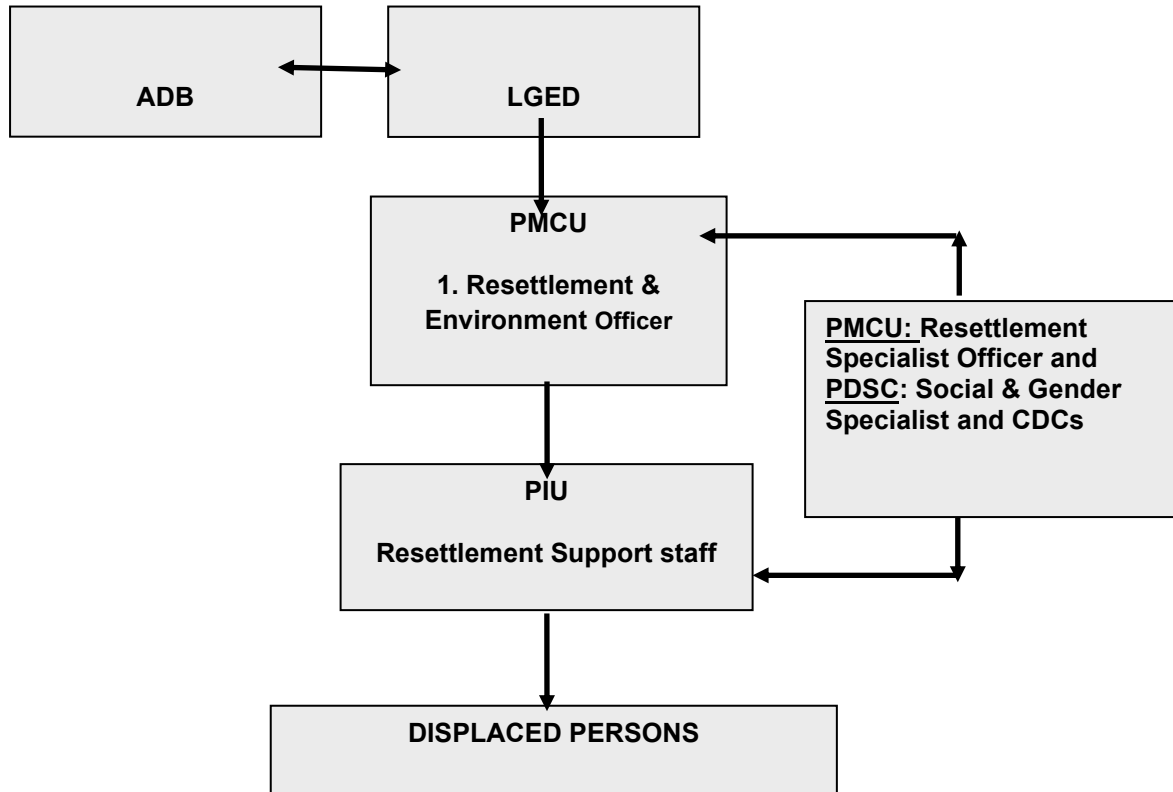 ADB
LGED
PMCU
1. Resettlement &
Environment Officer
PMCU: Resettlement
Specialist Officer and
PDSC: Social & Gender
Specialist and CDCs
PIU
Resettlement Support staff
DISPLACED PERSONS